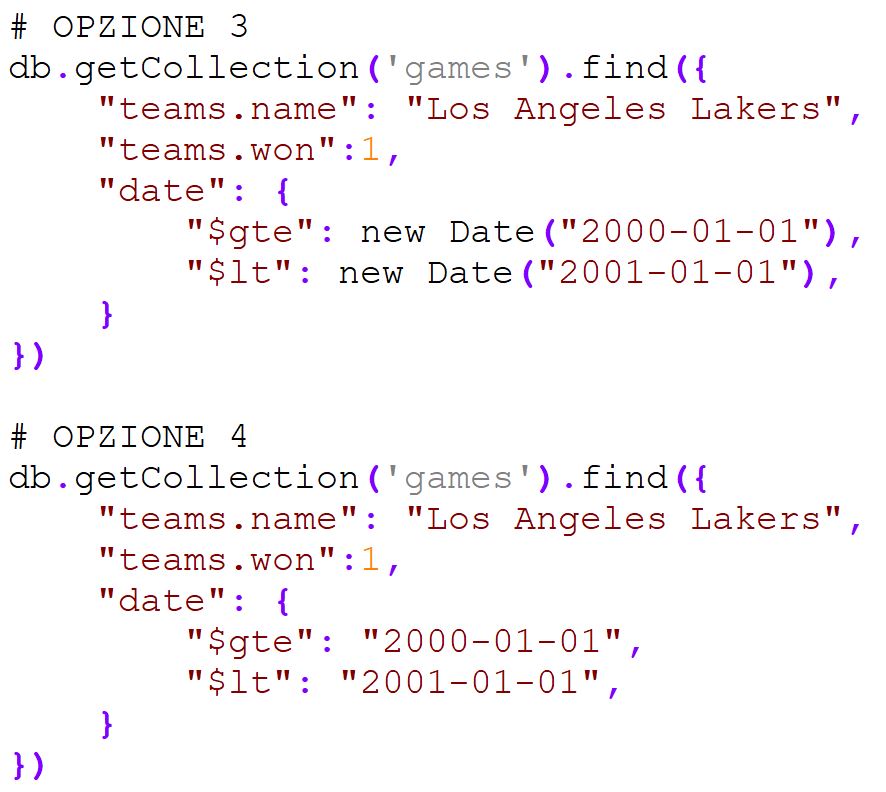 # OPZIONE 3
db.getCollection('games').find({
    "teams.name": "Los Angeles Lakers",
    "teams.won":1,
    "date": {
        "$gte": new Date("2000-01-01"),
        "$lt": new Date("2001-01-01"),
    }
})

# OPZIONE 4
db.getCollection('games').find({
    "teams.name": "Los Angeles Lakers",
    "teams.won":1,
    "date": {
        "$gte": "2000-01-01",
        "$lt": "2001-01-01",
    }
})